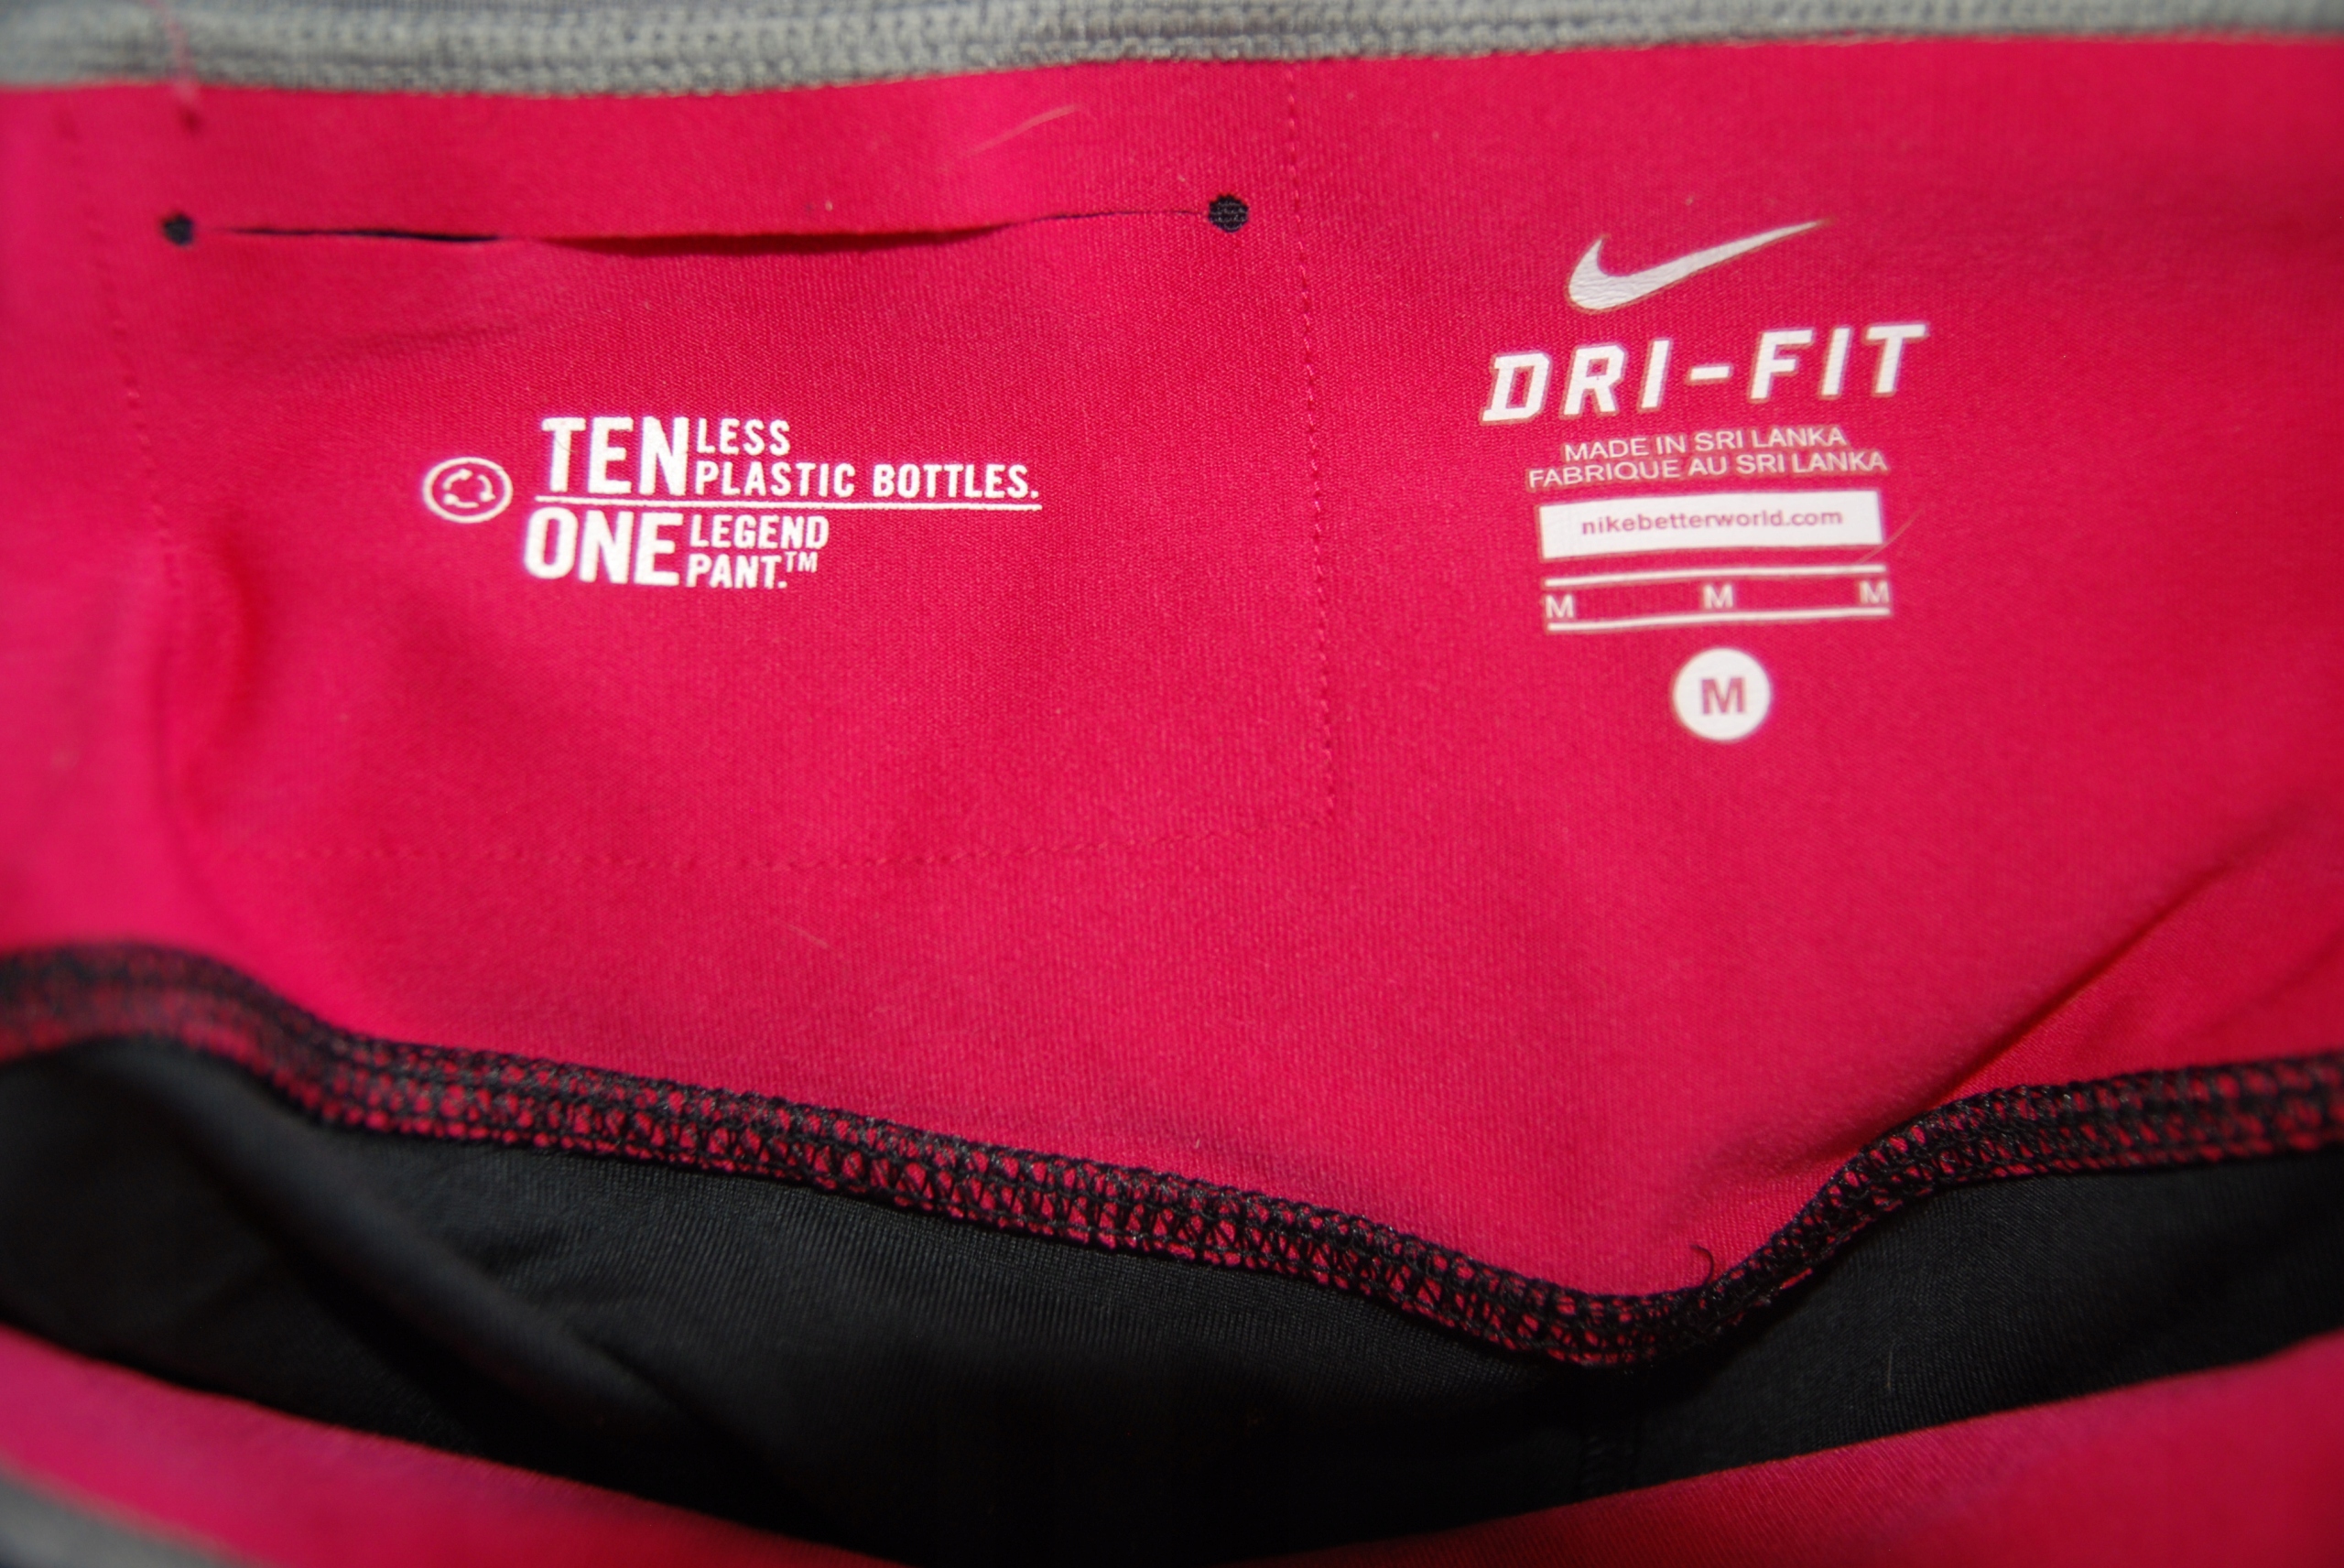 TEN LESS
PLASTIC BOTTLES.
ONE LEGEND
PANT.™
DRI-FIT
MADE IN SRI LANKA
FABRIQUE AU SRI LANKA
nikebetterworld.com
M M M
M